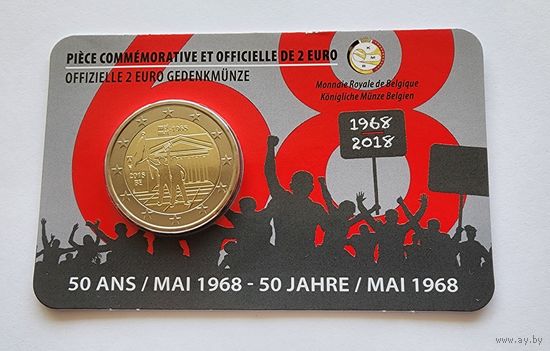 PIÈCE COMMÉMORATIVE ET OFFICIELLE DE 2 EURO
OFFIZIELLE 2 EURO GEDENKMÜNZE
Monnaie Royale de Belgique
Königliche Münze Belgien
1968
2018
2018
BE
50 ANS / MAI 1968 - 50 JAHRE / MAI 1968
www.ay.by